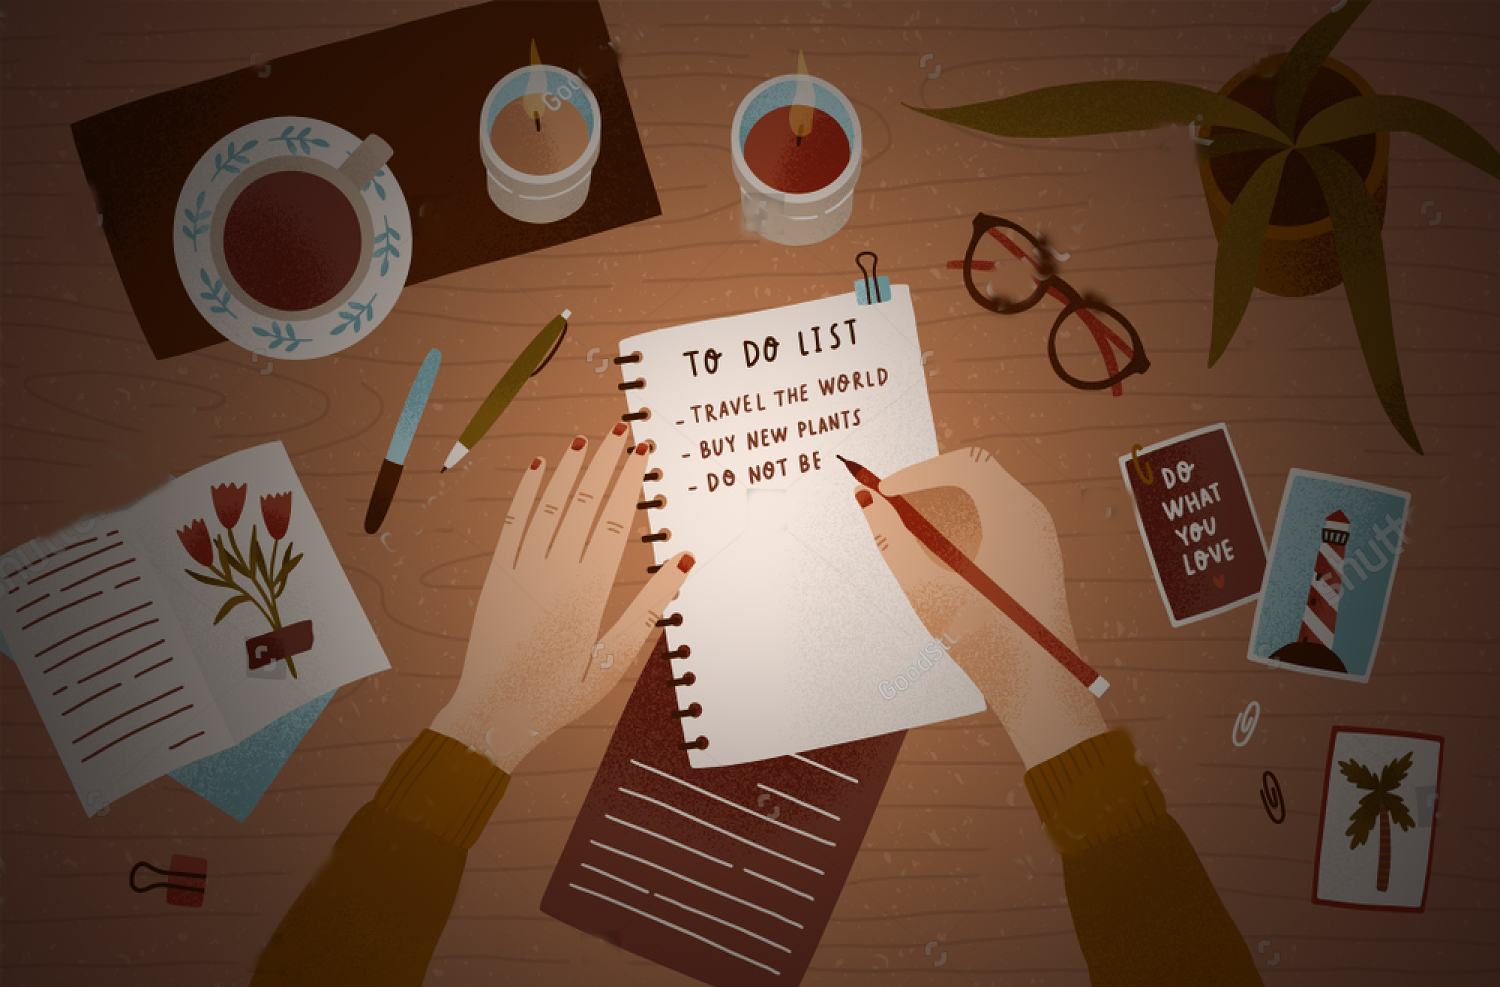 TO DO LIST
- TRAVEL THE WORLD
- BUY NEW PLANTS
- DO NOT BE
DO
WHAT
YOU
LOVE